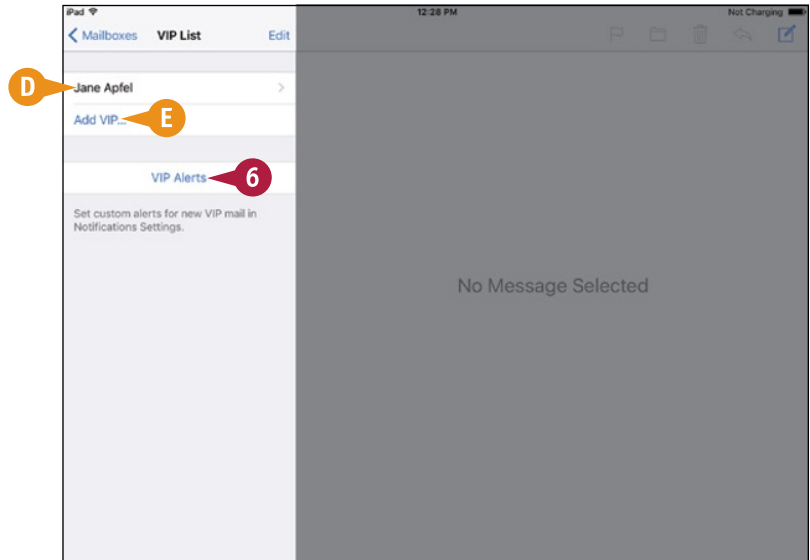 iPad 12:28 PM Not Charging
Mailboxes VIP List Edit
D Jane Apfel
Add VIP... E
VIP Alerts 6
Set custom alerts for new VIP mail in
Notifications Settings.
No Message Selected